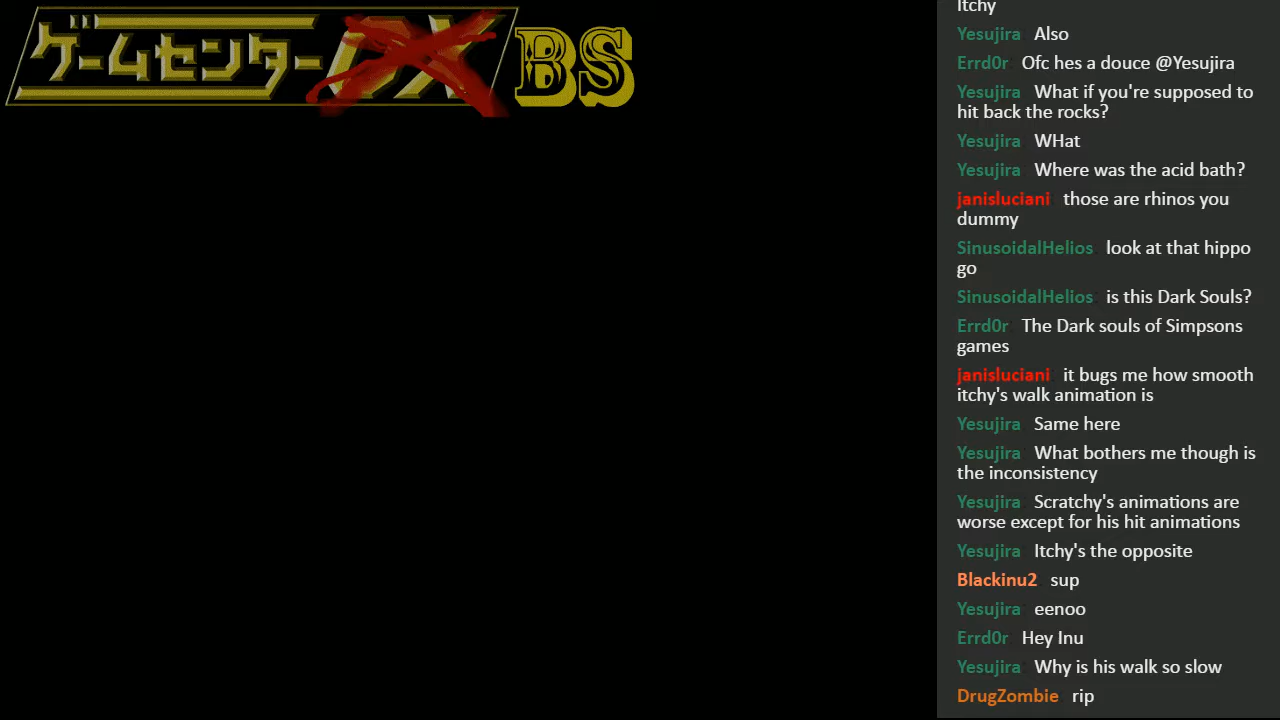 ゲームセンターDX BS
Itchy
Yesujira Also
Errd0r Ofc hes a douce @Yesujira
Yesujira What if you're supposed to
hit back the rocks?
Yesujira WHat
Yesujira Where was the acid bath?
janisluciani those are rhinos you
dummy
SinusoidalHelios look at that hippo
go
SinusoidalHelios is this Dark Souls?
Errd0r The Dark souls of Simpsons
games
janisluciani it bugs me how smooth
itchy's walk animation is
Yesujira Same here
Yesujira What bothers me though is
the inconsistency
Yesujira Scratchy's animations are
worse except for his hit animations
Yesujira Itchy's the opposite
Blackinu2 sup
Yesujira eenoo
Errd0r Hey Inu
Yesujira Why is his walk so slow
DrugZombie rip